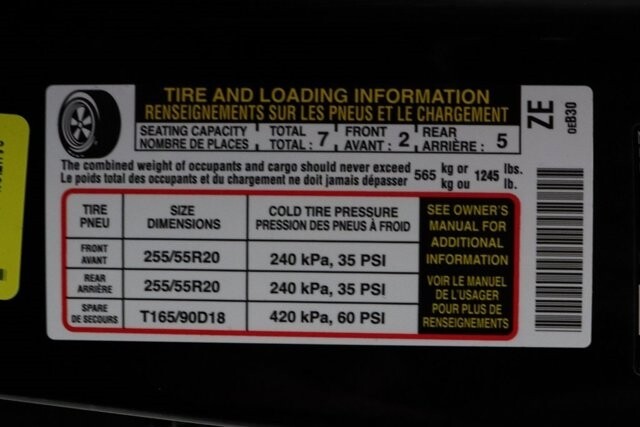 TIRE AND LOADING INFORMATION
RENSEIGNEMENTS SUR LES PNEUS ET LE CHARGEMENT
SEATING CAPACITY TOTAL FRONT REAR
NOMBRE DE PLACES TOTAL : 7 AVANT : 2 ARRIÈRE : 5
The combined weight of occupants and cargo should never exceed 565 kg or 1245 lbs.
Le poids total des occupants et du chargement ne doit jamais dépasser kg ou lb.
TIRE SIZE COLD TIRE PRESSURE
PNEU DIMENSIONS PRESSION DES PNEUS À FROID
FRONT
AVANT 255/55R20 240 kPa, 35 PSI
REAR
ARRIÈRE 255/55R20 240 kPa, 35 PSI
SPARE
DE SECOURS T165/90D18 420 kPa, 60 PSI
SEE OWNER'S
MANUAL FOR
ADDITIONAL
INFORMATION
VOIR LE MANUEL
DE L'USAGER
POUR PLUS DE
RENSEIGNEMENTS
ZE